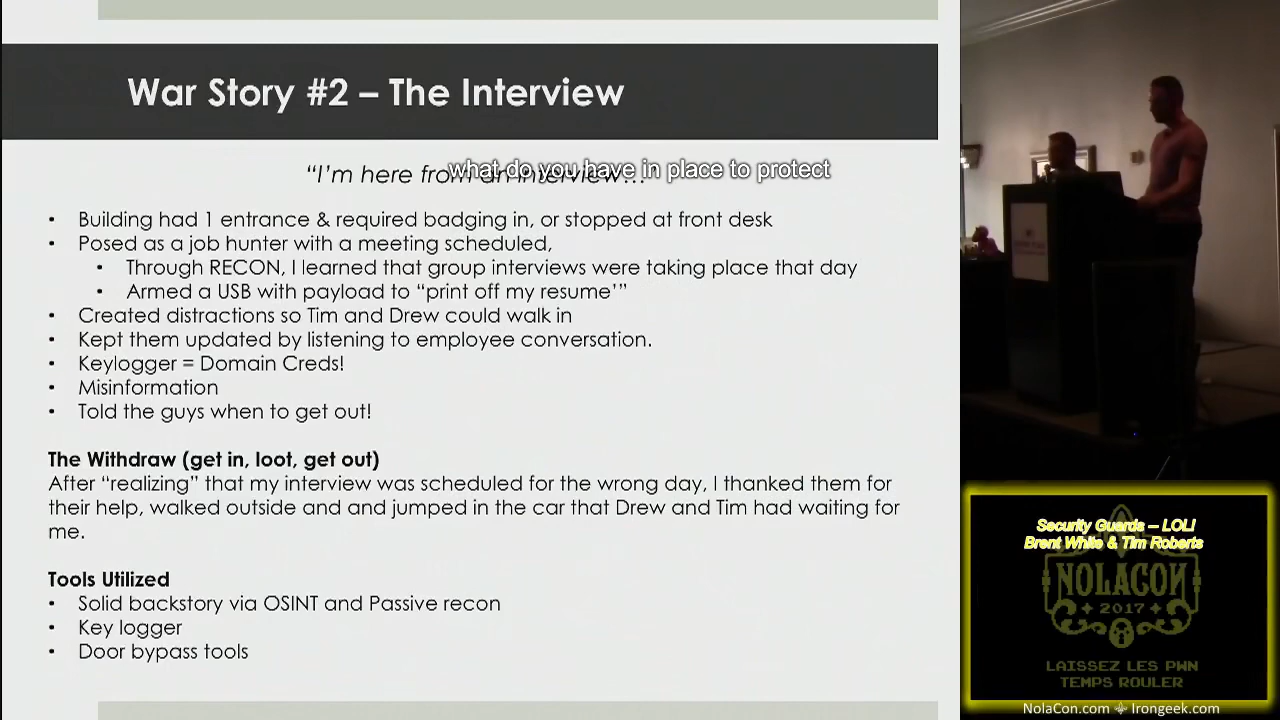 War Story #2 – The Interview
"I'm here from an interview…"
what do you have in place to protect
• Building had 1 entrance & required badging in, or stopped at front desk
• Posed as a job hunter with a meeting scheduled,
• Through RECON, I learned that group interviews were taking place that day
• Armed a USB with payload to "print off my resume'"
• Created distractions so Tim and Drew could walk in
• Kept them updated by listening to employee conversation.
• Keylogger = Domain Creds!
• Misinformation
• Told the guys when to get out!
The Withdraw (get in, loot, get out)
After "realizing" that my interview was scheduled for the wrong day, I thanked them for
their help, walked outside and and jumped in the car that Drew and Tim had waiting for
me.
Tools Utilized
• Solid backstory via OSINT and Passive recon
• Key logger
• Door bypass tools
Security Guards -- LOL!
Brent White & Tim Roberts
NOLACON
2017
LAISSEZ LES PWN
TEMPS ROULER
NolaCon.com Irongeek.com